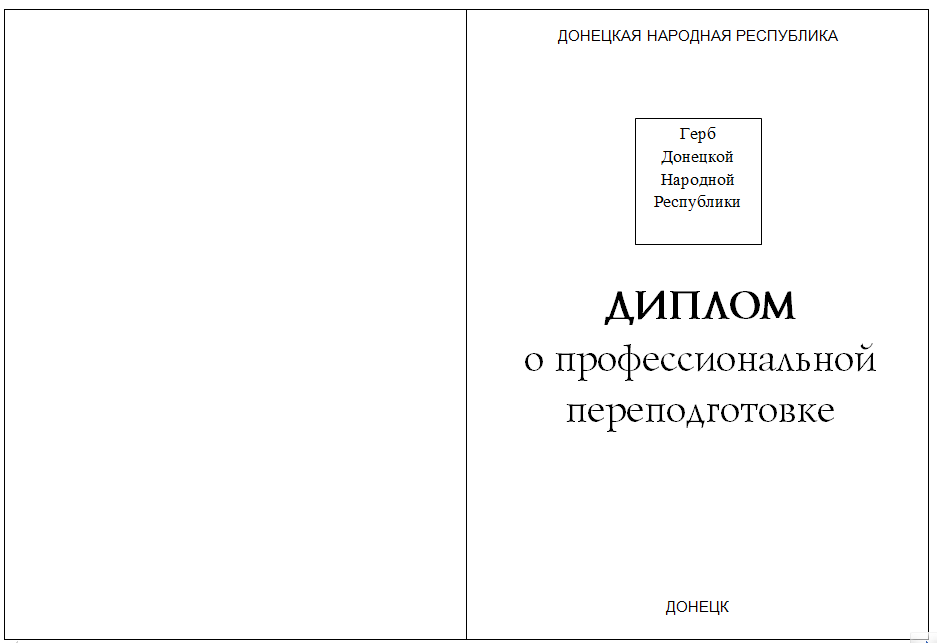 ДОНЕЦКАЯ НАРОДНАЯ РЕСПУБЛИКА
Герб
Донецкой
Народной
Республики
ДИПЛОМ
о профессиональной
переподготовке
ДОНЕЦК